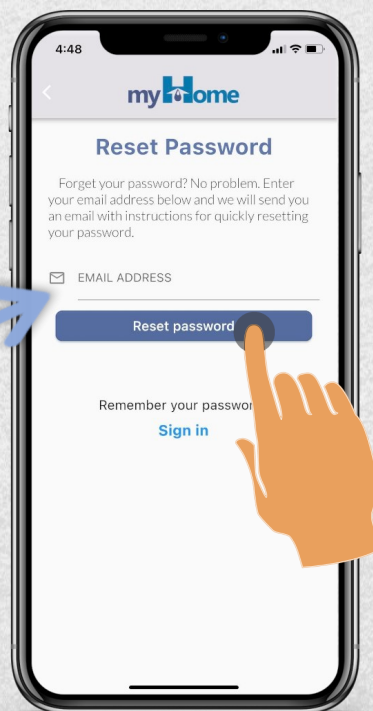 4:48
myHome
Reset Password
Forget your password? No problem. Enter
your email address below and we will send you
an email with instructions for quickly resetting
your password.
EMAIL ADDRESS
Reset password
Remember your passwor
Sign in